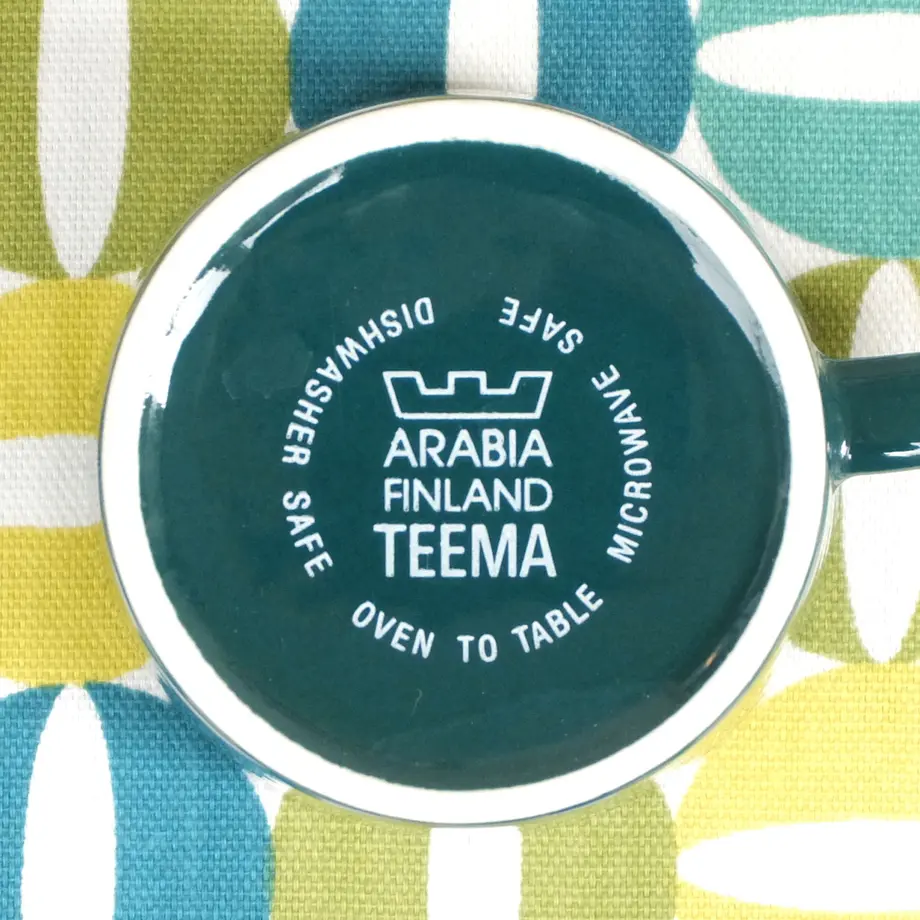 ARABIA
FINLAND
TEEMA
DISHWASHER SAFE
OVEN TO TABLE
MICROWAVE SAFE